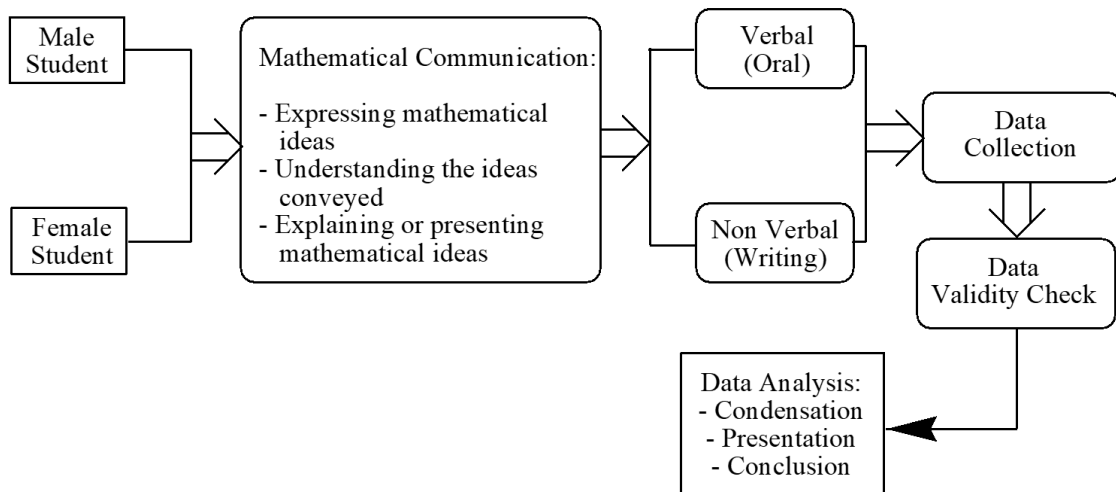 Male
Student
Female
Student
Mathematical Communication:
- Expressing mathematical
ideas
- Understanding the ideas
conveyed
- Explaining or presenting
mathematical ideas
Verbal
(Oral)
Non Verbal
(Writing)
Data
Collection
Data
Validity Check
Data Analysis:
- Condensation
- Presentation
- Conclusion